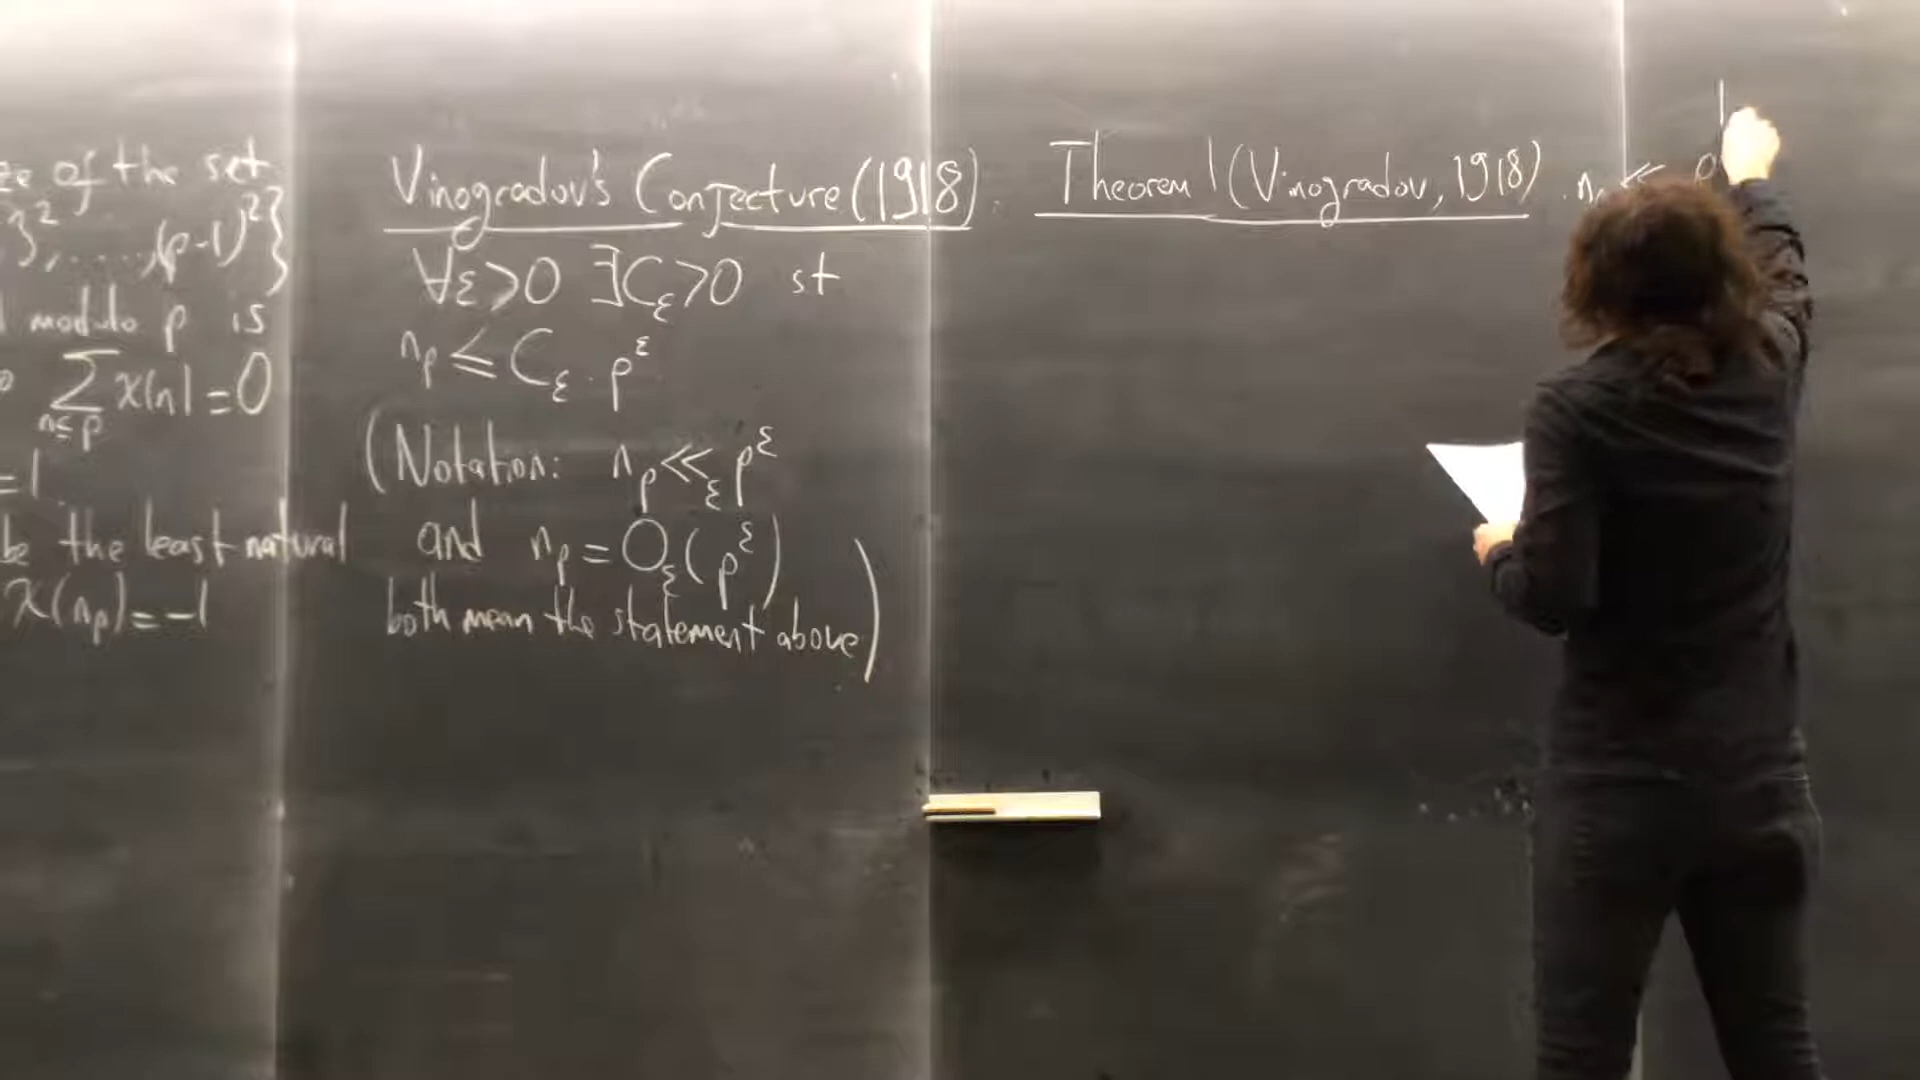 ze of the set
3², ...., (p-1)²}
modulo p is
∑ χ(n) = 0
n≤p
=1
be the least natural
χ(n_p) = -1
Vinogradov's Conjecture (1918).
∀ε>0 ∃C_ε>0 st
n_p ≤ C_ε · p^ε
(Notation: n_p ≪_ε p^ε
and n_p = O_ε(p^ε)
both mean the statement above)
Theorem 1 (Vinogradov, 1918). n ≪ p